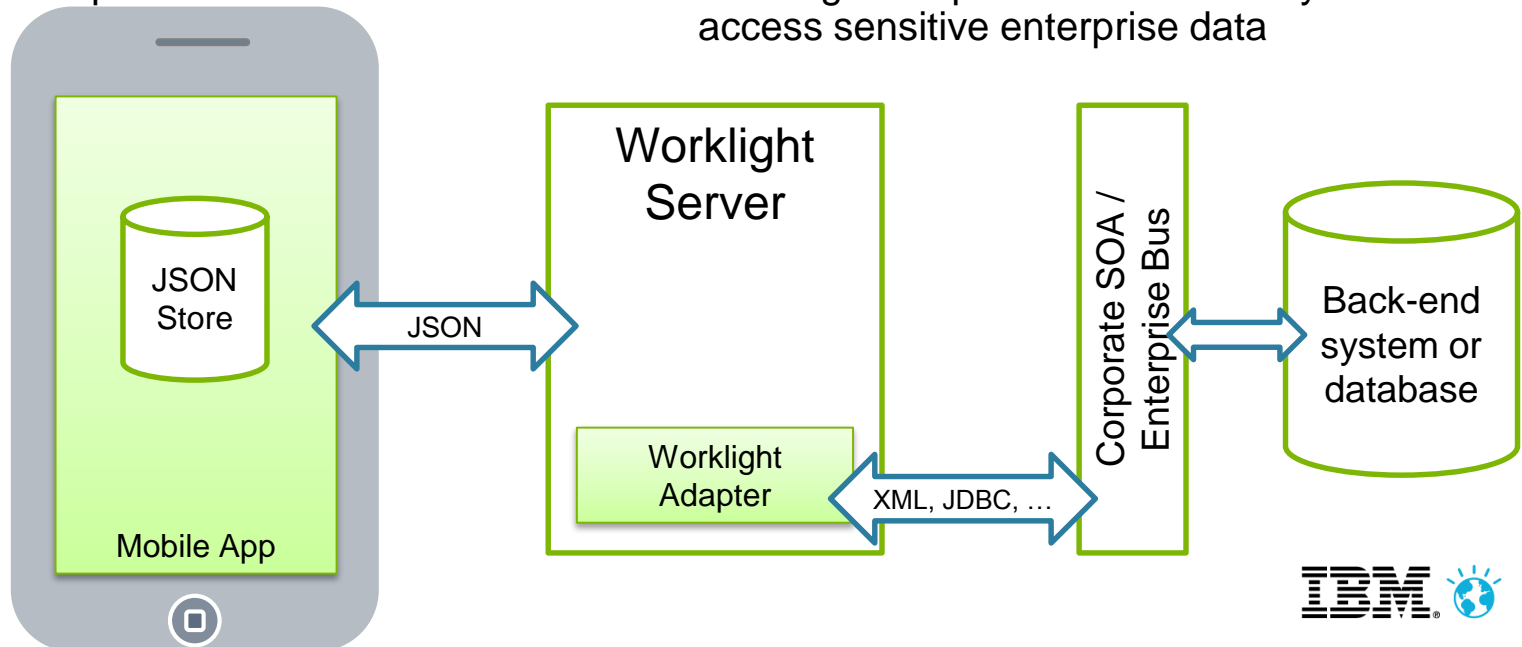 access sensitive enterprise data
Worklight
Server
JSON
Store
JSON
Corporate SOA /
Enterprise Bus
Back-end
system or
database
Worklight
Adapter
XML, JDBC, …
Mobile App
IBM®